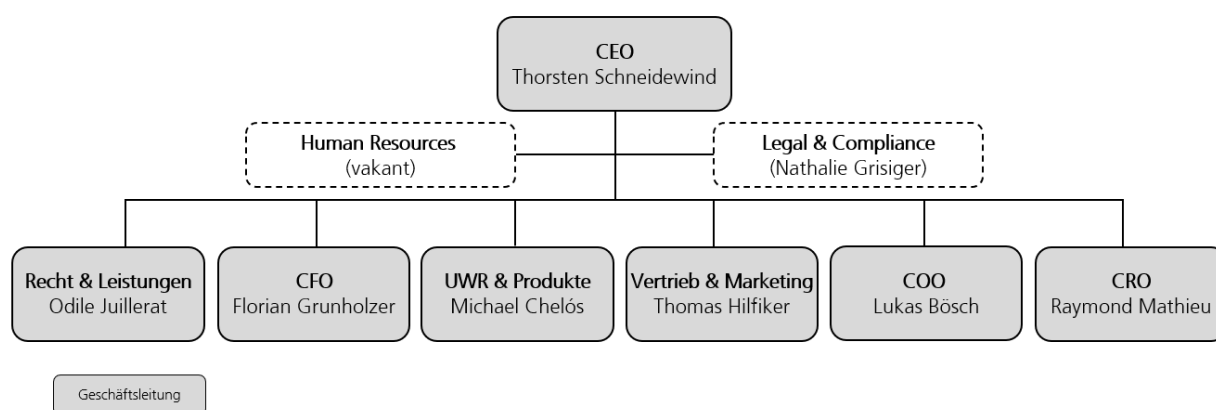 CEO
Thorsten Schneidewind
Human Resources
(vakant)
Legal & Compliance
(Nathalie Grisiger)
Recht & Leistungen
Odile Juillerat
CFO
Florian Grunholzer
UWR & Produkte
Michael Chelós
Vertrieb & Marketing
Thomas Hilfiker
COO
Lukas Bösch
CRO
Raymond Mathieu
Geschäftsleitung